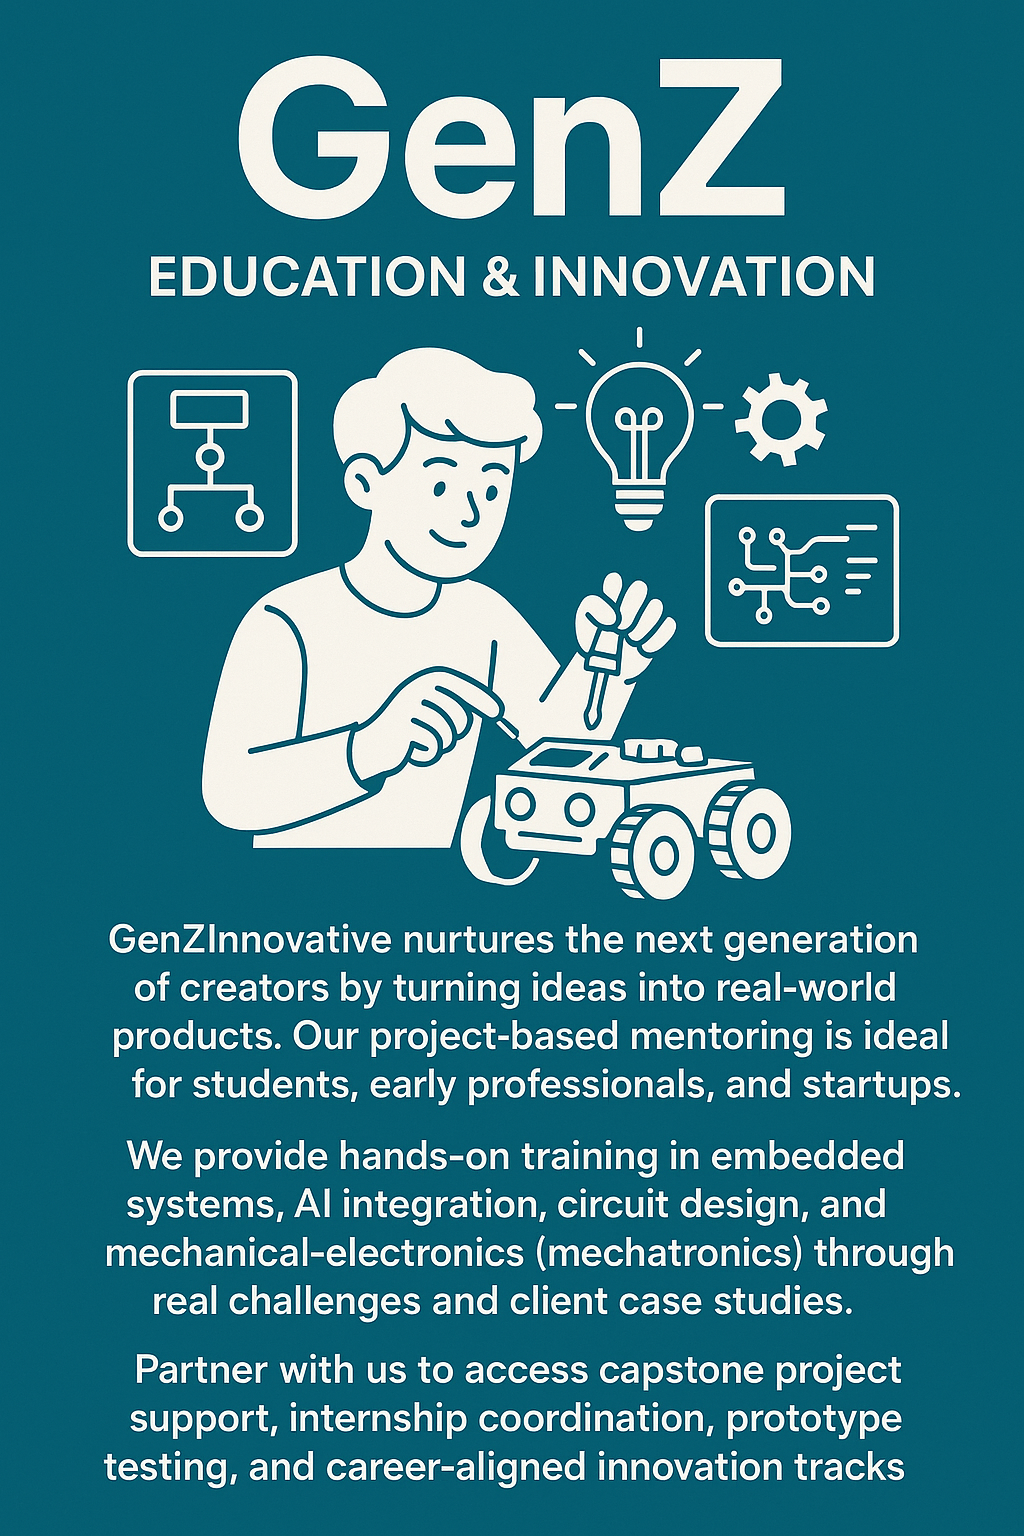 GenZ
EDUCATION & INNOVATION
GenZInnovative nurtures the next generation
of creators by turning ideas into real-world
products. Our project-based mentoring is ideal
for students, early professionals, and startups.
We provide hands-on training in embedded
systems, AI integration, circuit design, and
mechanical-electronics (mechatronics) through
real challenges and client case studies.
Partner with us to access capstone project
support, internship coordination, prototype
testing, and career-aligned innovation tracks